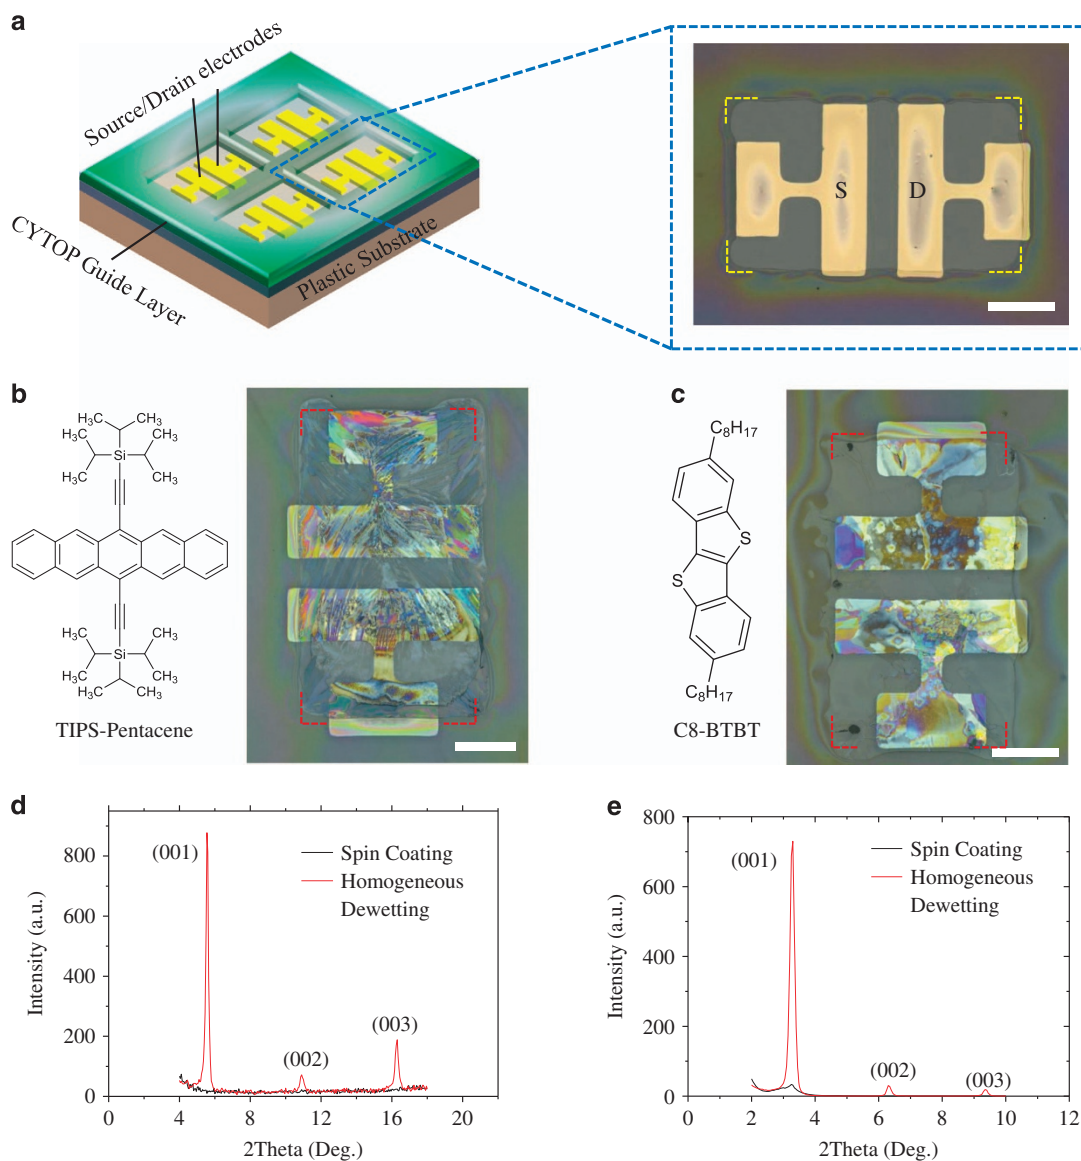 a
Source/Drain electrodes
CYTOP Guide Layer
Plastic Substrate
S
D
b
H₃C
CH₃
H₃C
CH₃
H₃C
Si
CH₃
H₃C
Si
CH₃
H₃C
CH₃
H₃C
CH₃
TIPS-Pentacene
c
C₈H₁₇
S
S
C₈H₁₇
C8-BTBT
d
(001)
(002)
(003)
Spin Coating
Homogeneous
Dewetting
Intensity (a.u.)
800
600
400
200
0
0 4 8 12 16 20
2Theta (Deg.)
e
(001)
(002)
(003)
Spin Coating
Homogeneous
Dewetting
Intensity (a.u.)
800
600
400
200
0
0 2 4 6 8 10 12
2Theta (Deg.)